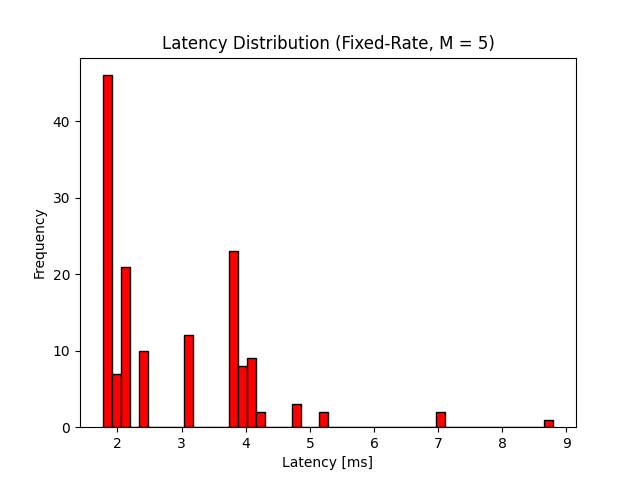 Latency Distribution (Fixed-Rate, M = 5)
Frequency
40
30
20
10
0
2 3 4 5 6 7 8 9
Latency [ms]